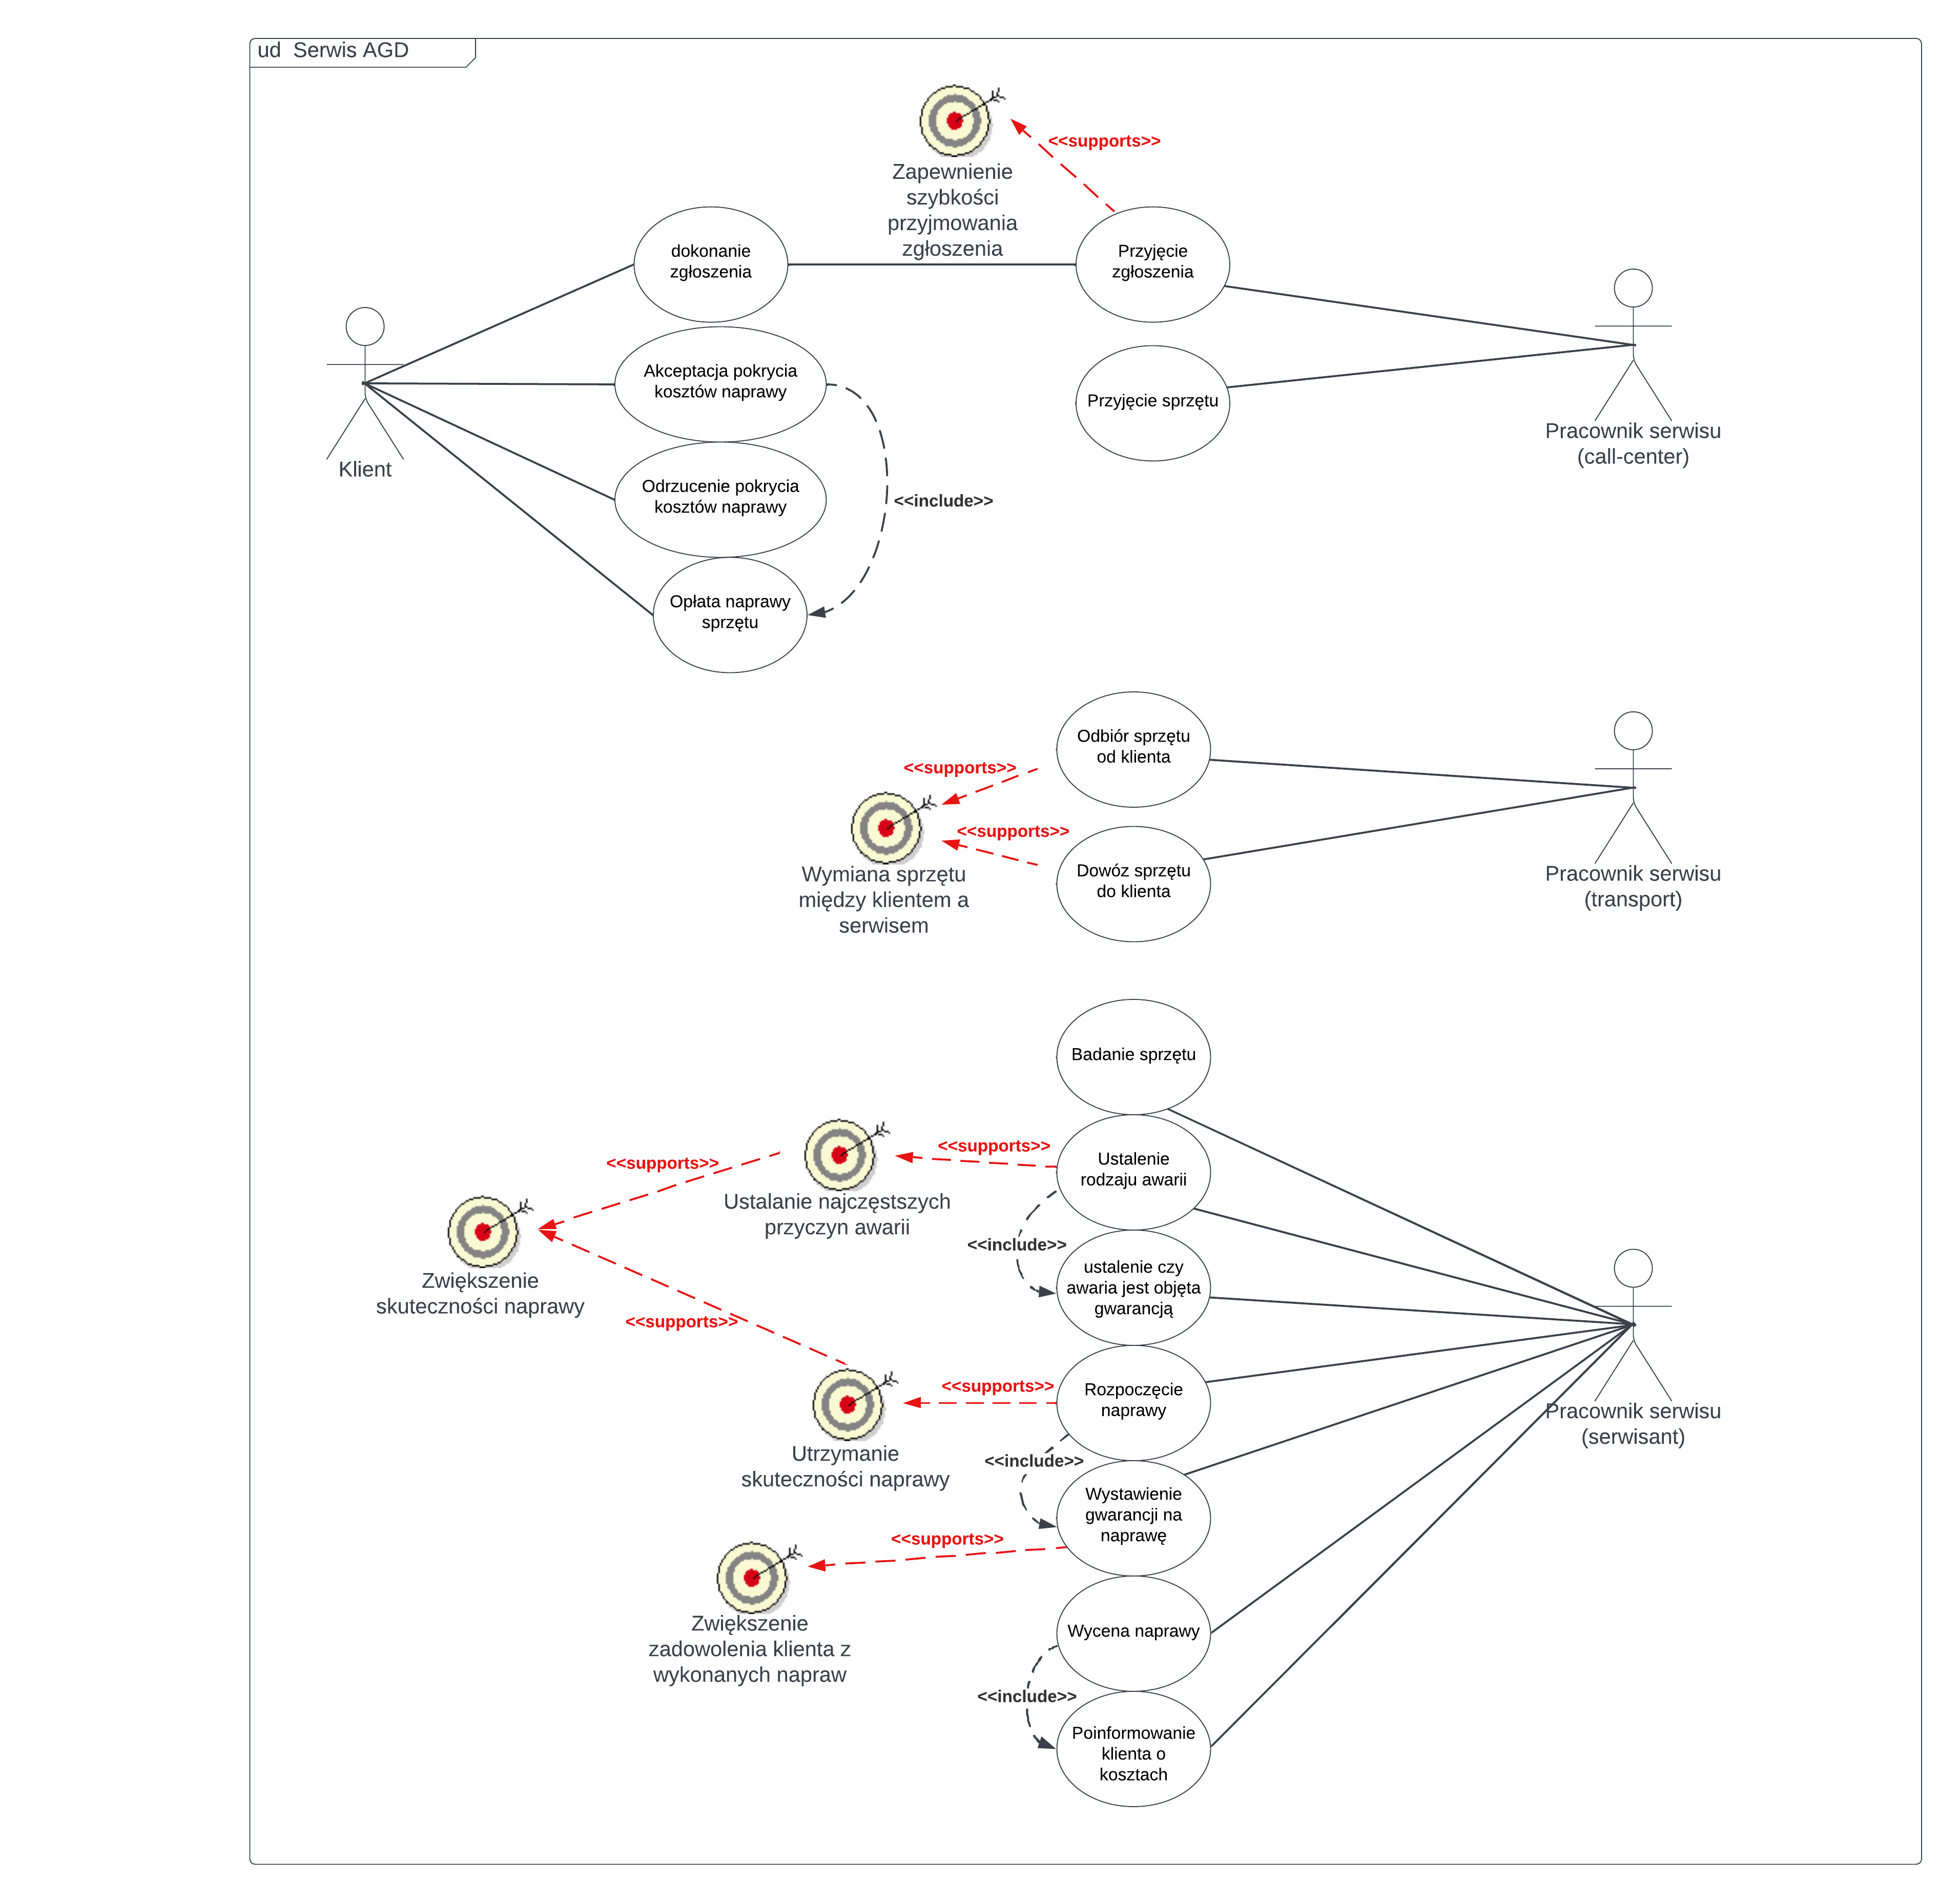 ud  Serwis AGD
<<supports>>
Zapewnienie
szybkości
przyjmowania
zgłoszenia
dokonanie
zgłoszenia
Przyjęcie
zgłoszenia
Akceptacja pokrycia
kosztów naprawy
Przyjęcie sprzętu
Pracownik serwisu
(call-center)
Klient
Odrzucenie pokrycia
kosztów naprawy
<<include>>
Opłata naprawy
sprzętu
Odbiór sprzętu
od klienta
<<supports>>
<<supports>>
Wymiana sprzętu
między klientem a
serwisem
Dowóz sprzętu
do klienta
Pracownik serwisu
(transport)
Badanie sprzętu
<<supports>>
<<supports>>
Ustalenie
rodzaju awarii
Ustalanie najczęstszych
przyczyn awarii
<<include>>
Zwiększenie
skuteczności naprawy
ustalenie czy
awaria jest objęta
gwarancją
<<supports>>
<<supports>>
Rozpoczęcie
naprawy
Pracownik serwisu
(serwisant)
Utrzymanie
skuteczności naprawy
<<include>>
Wystawienie
gwarancji na
naprawę
<<supports>>
Zwiększenie
zadowolenia klienta z
wykonanych napraw
Wycena naprawy
<<include>>
Poinformowanie
klienta o
kosztach